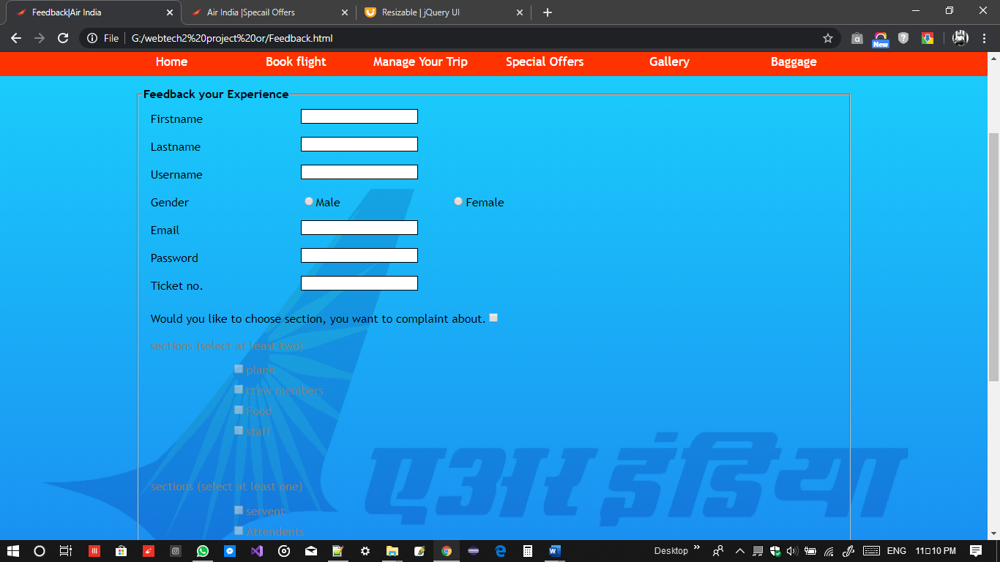 Feedback|Air India
Air India |Specail Offers
Resizable | jQuery UI
File
G:/webtech2%20project%20or/Feedback.html
New
Home
Book flight
Manage Your Trip
Special Offers
Gallery
Baggage
Feedback your Experience
Firstname
Lastname
Username
Gender Male Female
Email
Password
Ticket no.
Would you like to choose section, you want to complaint about.
sections (select at least two)
plane
crew members
Food
staff
एअर इंडिया
sections (select at least one)
servent
Attendents
Desktop
ENG
11▯10 PM